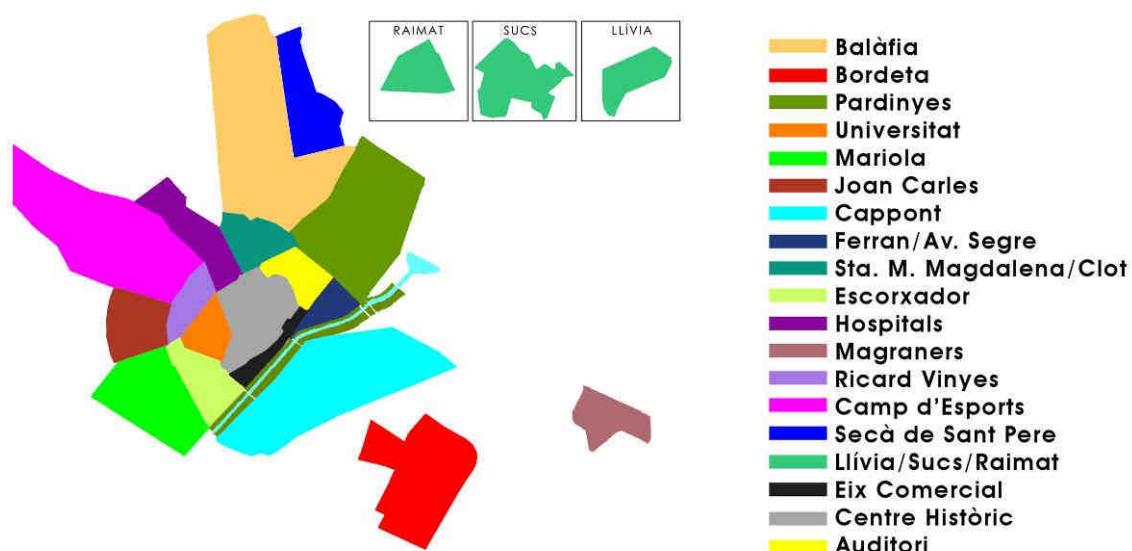 RAIMAT
SUCS
LLÍVIA
Balàfia
Bordeta
Pardinyes
Universitat
Mariola
Joan Carles
Cappont
Ferran/Av. Segre
Sta. M. Magdalena/Clot
Escorxador
Hospitals
Magraners
Ricard Vinyes
Camp d'Esports
Secà de Sant Pere
Llívia/Sucs/Raimat
Eix Comercial
Centre Històric
Auditori